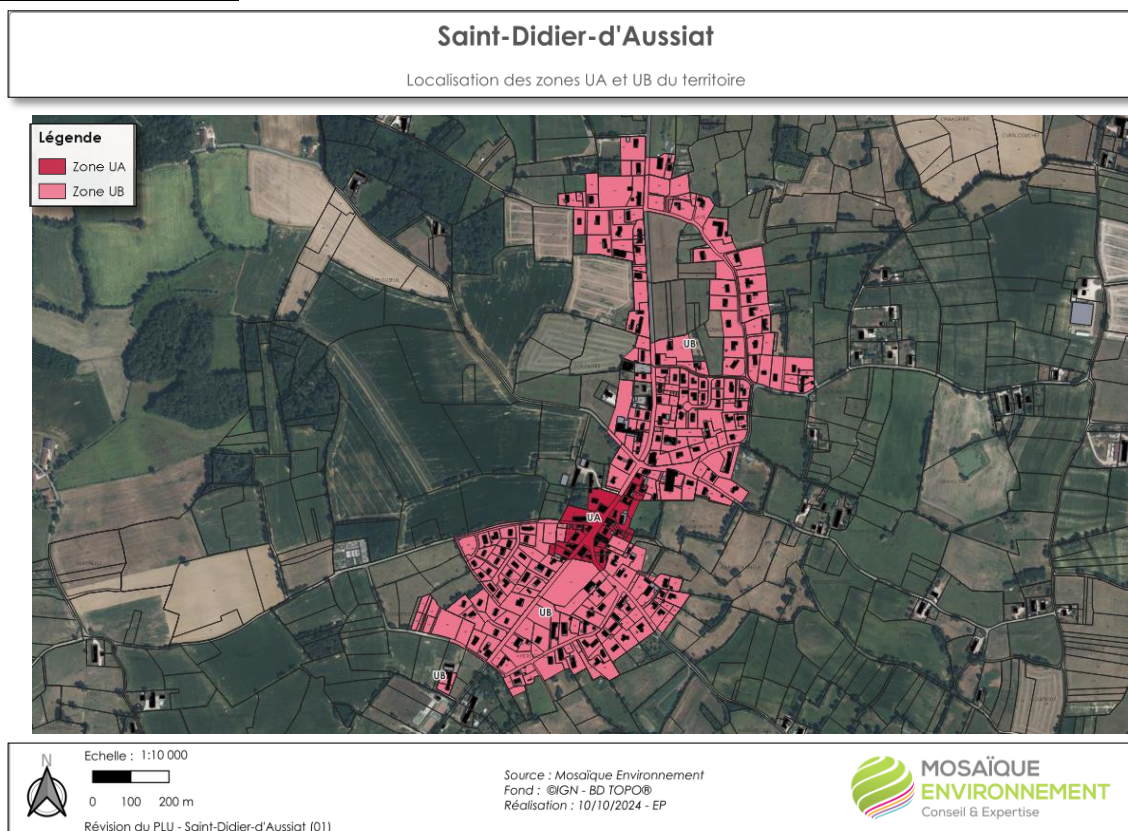 Saint-Didier-d'Aussiat
Localisation des zones UA et UB du territoire
Légende
Zone UA
Zone UB
UB
UA
UB
UB
N
Echelle : 1:10 000
0 100 200 m
Révision du PLU - Saint-Didier-d'Aussiat (01)
Source : Mosaïque Environnement
Fond : ©IGN - BD TOPO®
Réalisation : 10/10/2024 - EP
MOSAÏQUE
ENVIRONNEMENT
Conseil & Expertise